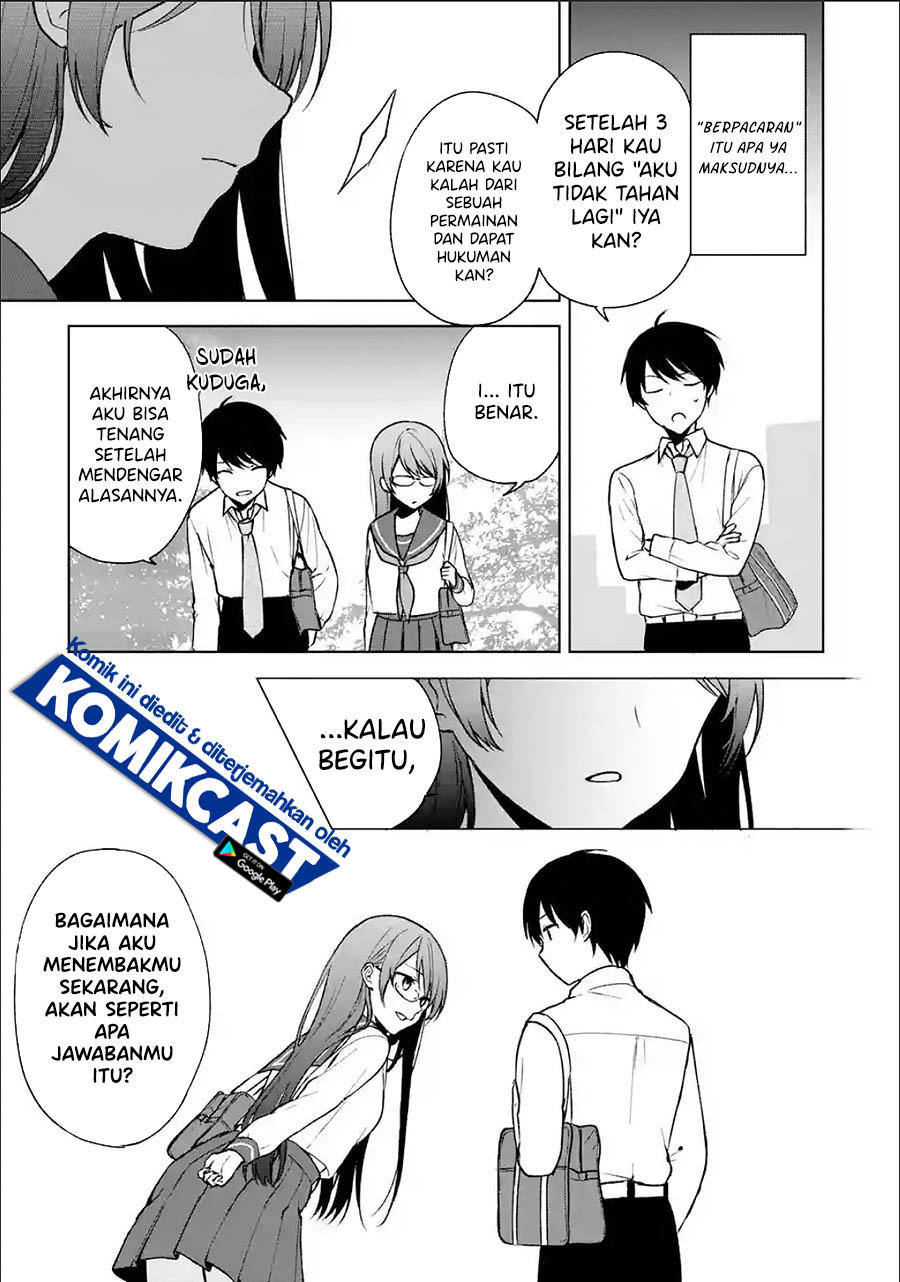 "BERPACARAN"
ITU APA YA
MAKSUDNYA...
SETELAH 3
HARI KAU
BILANG "AKU
TIDAK TAHAN
LAGI" IYA
KAN?
ITU PASTI
KARENA KAU
KALAH DARI
SEBUAH
PERMAINAN
DAN DAPAT
HUKUMAN
KAN?
I... ITU
BENAR.
SUDAH
KUDUGA,
AKHIRNYA
AKU BISA
TENANG
SETELAH
MENDENGAR
ALASANNYA.
Komik ini diedit & diterjemahkan oleh
KOMIKCAST
GET IT ON
Google Play
...KALAU
BEGITU,
BAGAIMANA
JIKA AKU
MENEMBAKMU
SEKARANG,
AKAN SEPERTI
APA
JAWABANMU
ITU?